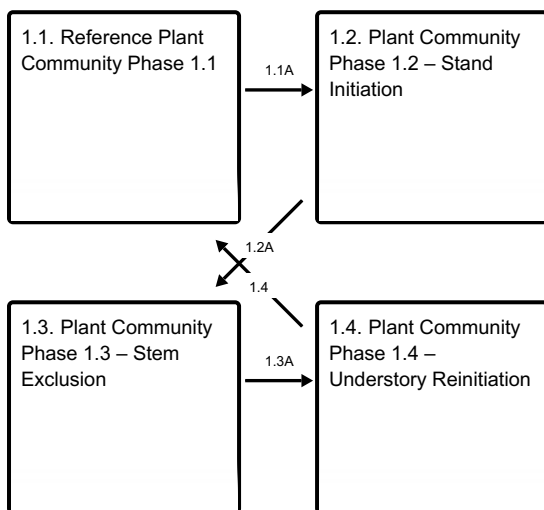 1.1. Reference Plant
Community Phase 1.1
1.1A
1.2. Plant Community
Phase 1.2 – Stand
Initiation
1.2A
1.4
1.3. Plant Community
Phase 1.3 – Stem
Exclusion
1.3A
1.4. Plant Community
Phase 1.4 –
Understory Reinitiation